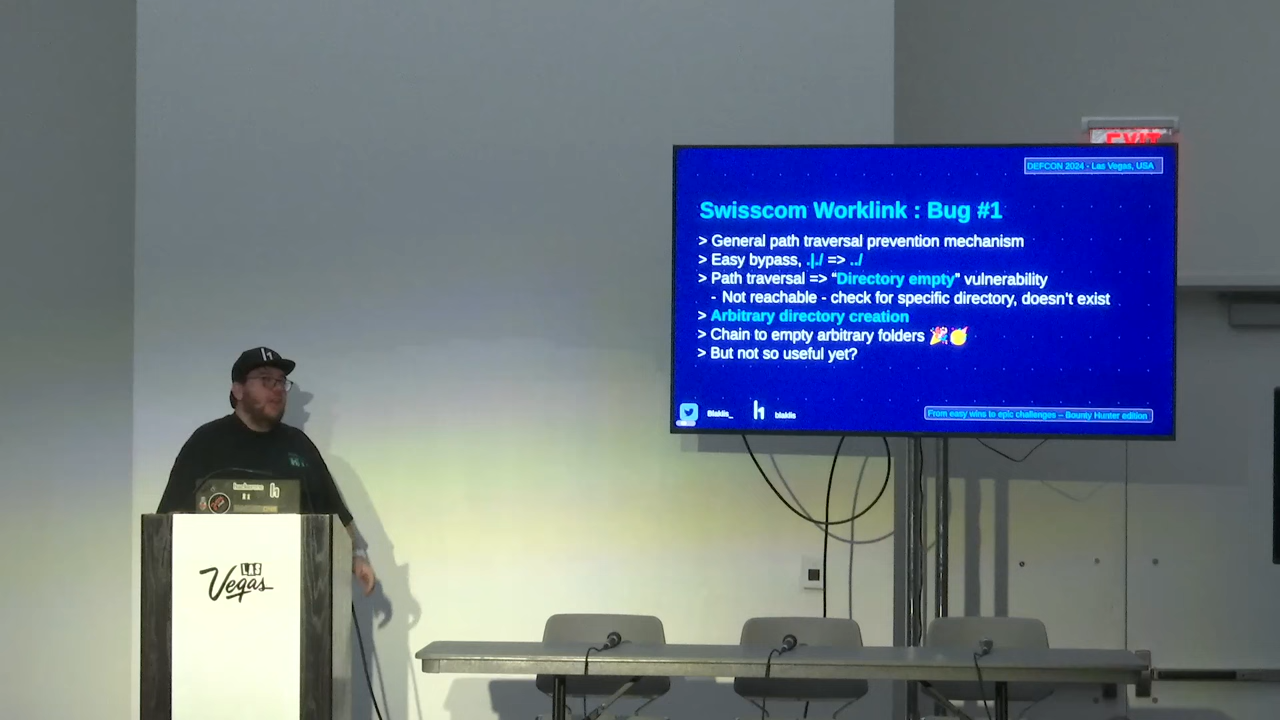 EXIT
DEFCON 2024 - Las Vegas, USA
Swisscom Worklink : Bug #1
> General path traversal prevention mechanism
> Easy bypass, .|./ => ../
> Path traversal => “Directory empty” vulnerability
- Not reachable - check for specific directory, doesn't exist
> Arbitrary directory creation
> Chain to empty arbitrary folders 🎉🥳
> But not so useful yet?
Blaklis_ h blaklis
From easy wins to epic challenges – Bounty Hunter edition
h
LAS
Vegas